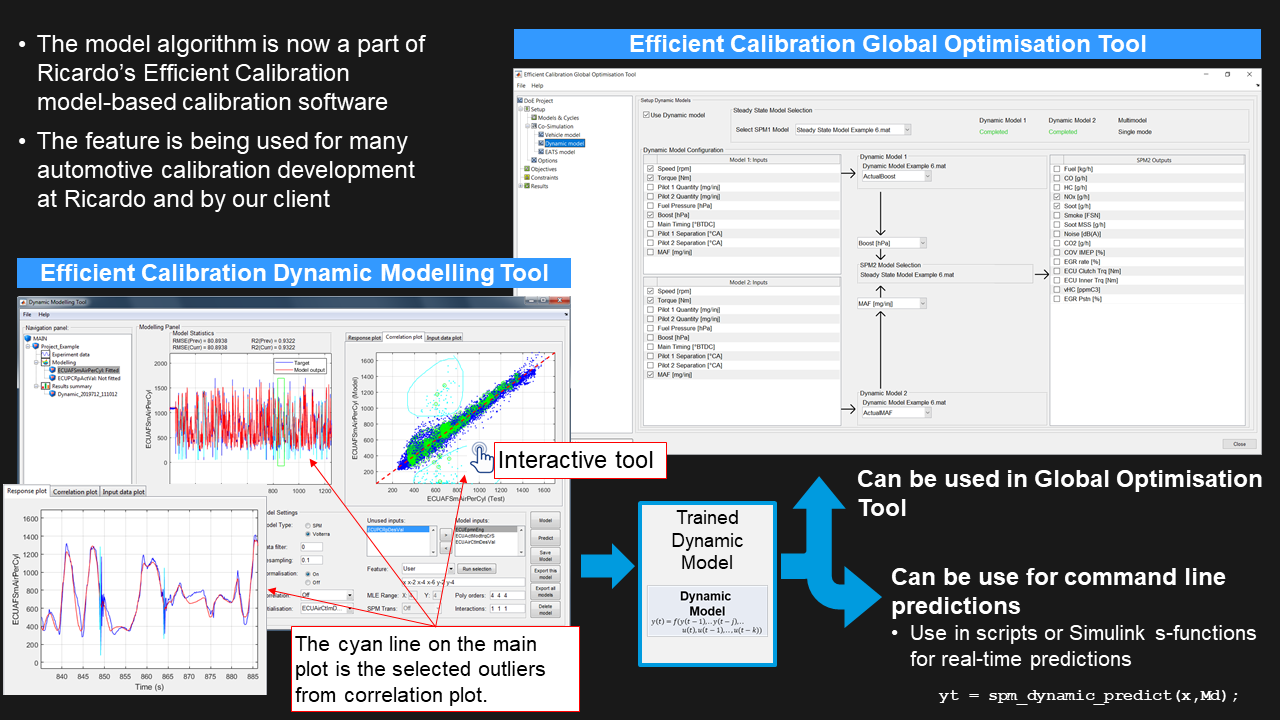 • The model algorithm is now a part of
Ricardo's Efficient Calibration
model-based calibration software
• The feature is being used for many
automotive application development
at Ricardo and by our client
Efficient Calibration Global Optimisation Tool
Efficient Calibration Global Optimisation Tool
File Help
DoE Project
Setup
Models & Cycles
Co-Simulation
Vehicle model
Dynamic model
EATS model
Options
Objectives
Constraints
Results
Setup Dynamic Models
Use Dynamic model
Steady State Model Selection
Select SPM1 Model Steady State Model Example 6.mat
Dynamic Model 1 Dynamic Model 2 Multimodel
Completed Completed Single mode
Dynamic Model Configuration
Model 1: Inputs
Speed [rpm]
Torque [Nm]
Pilot 1 Quantity [mg/inj]
Pilot 2 Quantity [mg/inj]
Fuel Pressure [hPa]
Boost [hPa]
Main Timing [°BTDC]
Pilot 1 Separation [°CA]
Pilot 2 Separation [°CA]
MAF [mg/inj]
Model 2: Inputs
Speed [rpm]
Torque [Nm]
Pilot 1 Quantity [mg/inj]
Pilot 2 Quantity [mg/inj]
Fuel Pressure [hPa]
Boost [hPa]
Main Timing [°BTDC]
Pilot 1 Separation [°CA]
Pilot 2 Separation [°CA]
MAF [mg/inj]
Dynamic Model 1
Dynamic Model Example 6.mat
ActualBoost
Boost [hPa]
SPM2 Model Selection
Steady State Model Example 6.mat
MAF [mg/inj]
Dynamic Model 2
Dynamic Model Example 6.mat
ActualMAF
SPM2 Outputs
Fuel [kg/h]
CO [g/h]
HC [g/h]
NOx [g/h]
Soot [g/h]
Smoke [FSN]
Soot MSS [g/h]
Noise [dB(A)]
CO2 [g/h]
COV IMEP [%]
EGR rate [%]
ECU Clutch Trq [Nm]
ECU Inner Trq [Nm]
vHC [ppmC3]
EGR Pstn [%]
Close
Efficient Calibration Dynamic Modelling Tool
Dynamic Modelling Tool
File Help
Navigation panel:
MAIN
Project_Example
Experiment data
Modelling
ECUAFSmAirPerCyl: Fitted
ECUPCRpActVal: Not fitted
Results summary
Dynamic_2019712_111012
Modelling Panel
Model Statistics
RMSE(Prev) = 80.8938 R2(Prev) = 0.9322
RMSE(Curr) = 80.8938 R2(Curr) = 0.9322
Target
Model output
ECUAFSmAirPerCyl
2000
1500
1000
500
0
800 1000 1200
Response plot Correlation plot Input data plot
ECUAFSmAirPerCyl (Model)
1600
1400
1200
1000
800
600
400
200
200 400 600 800 1000 1200 1400 1600
ECUAFSmAirPerCyl (Test)
Interactive tool
Response plot Correlation plot Input data plot
ECUAFSmAirPerCyl
1600
1400
1200
1000
800
600
400
200
0
840 845 850 855 860 865 870 875 880 885
Time (s)
del Settings
odel Type: SPM
Volterra
ta filter: 0
sampling: 0.1
ormalisation: On
Off
orrelation: Off
itialisation: ECUAirCtlmD...
Unused inputs:
ECUPCRpDesVal
Model inputs:
ECUEpmnEng
ECUActModtrqCrS
ECUAirCtlmDesVal
Feature: User Run selection
x x-2 x-4 x-6 y-2 y-4
MLE Range: X: Y: Poly orders: 4 4 4
SPM Trans: Off Interactions: 1 1 1
Model
Predict
Save
Model
Export this
model
Export all
models
Delete
model
The cyan line on the main
plot is the selected outliers
from correlation plot.
Trained
Dynamic
Model
Dynamic
Model
y(t) = f(y(t−1),.. y(t−j),..
u(t),u(t−1),..,u(t−k))
Can be used in Global Optimisation
Tool
Can be use for command line
predictions
• Use in scripts or Simulink s-functions
for real-time predictions
yt = spm_dynamic_predict(x,Md);